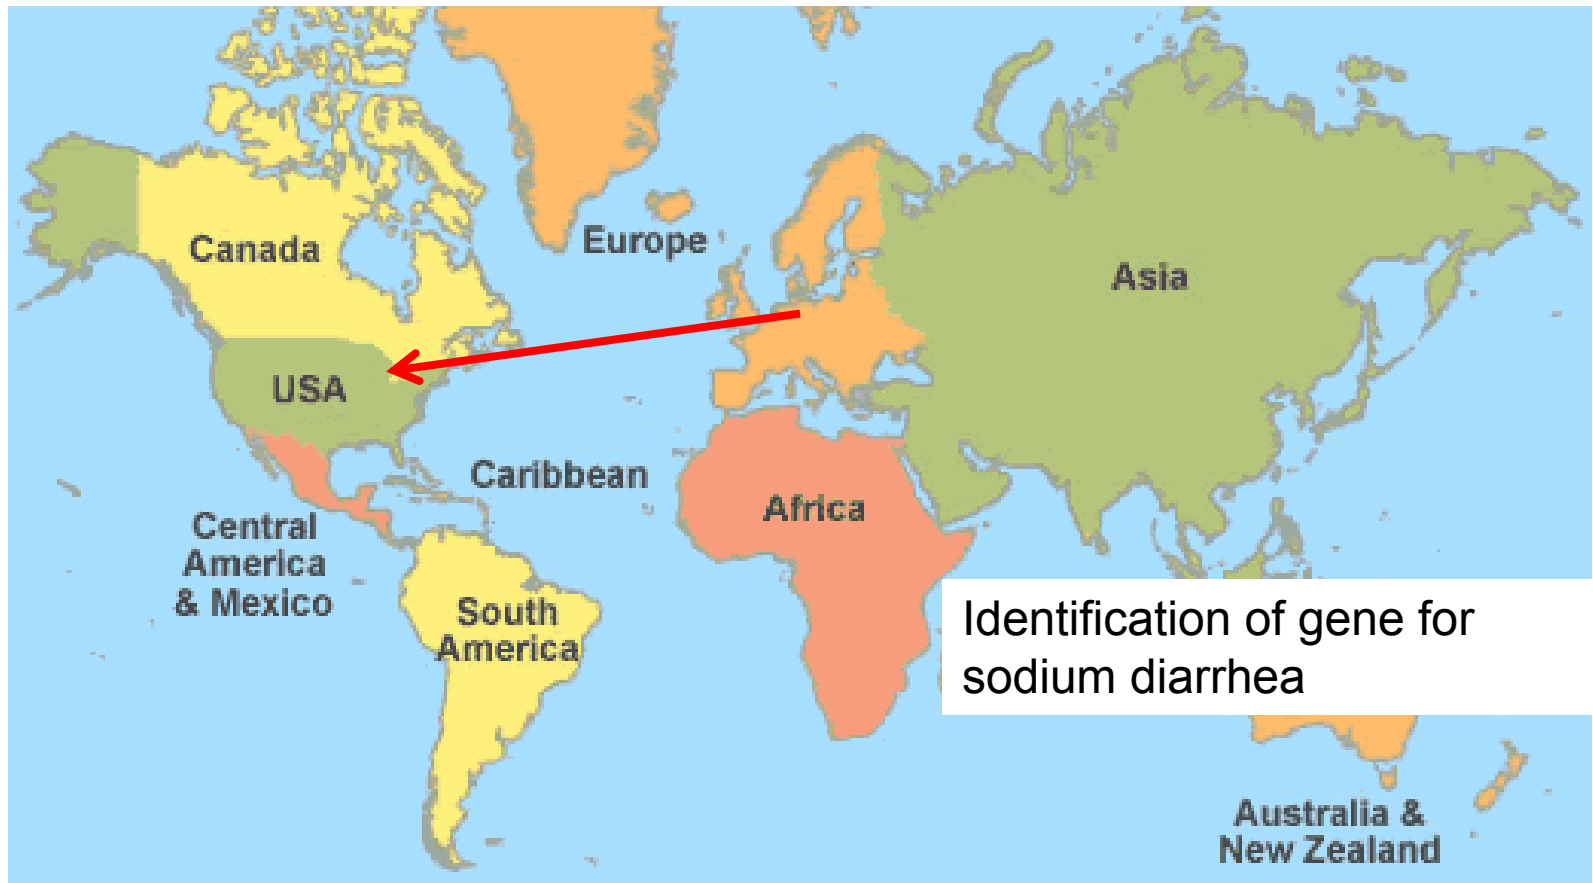 Canada
Europe
Asia
USA
Caribbean
Africa
Central
America
& Mexico
South
America
Identification of gene for
sodium diarrhea
Australia &
New Zealand